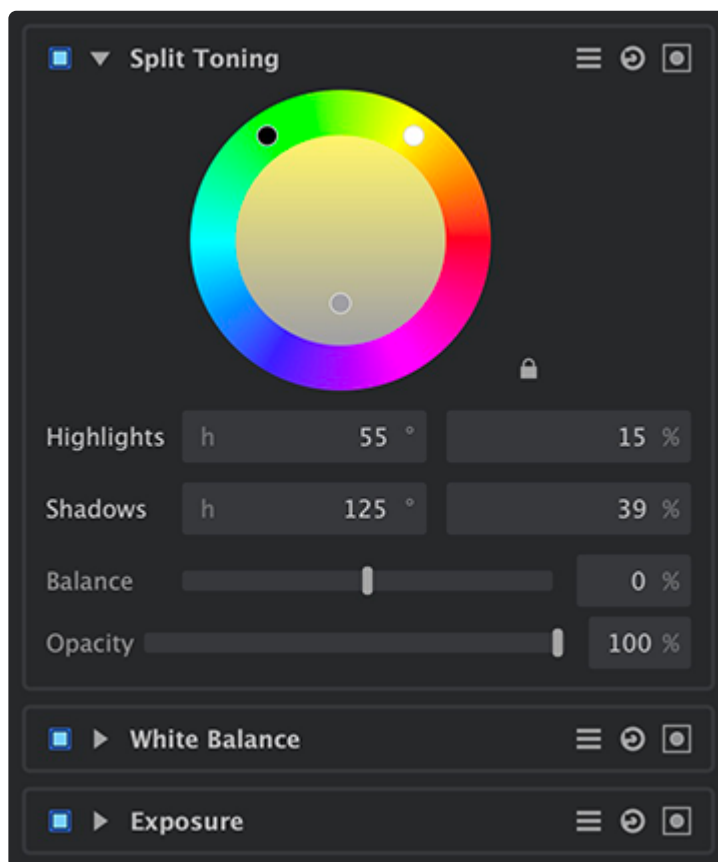 Split Toning
Highlights h 55 ° 15 %
Shadows h 125 ° 39 %
Balance 0 %
Opacity 100 %
White Balance
Exposure